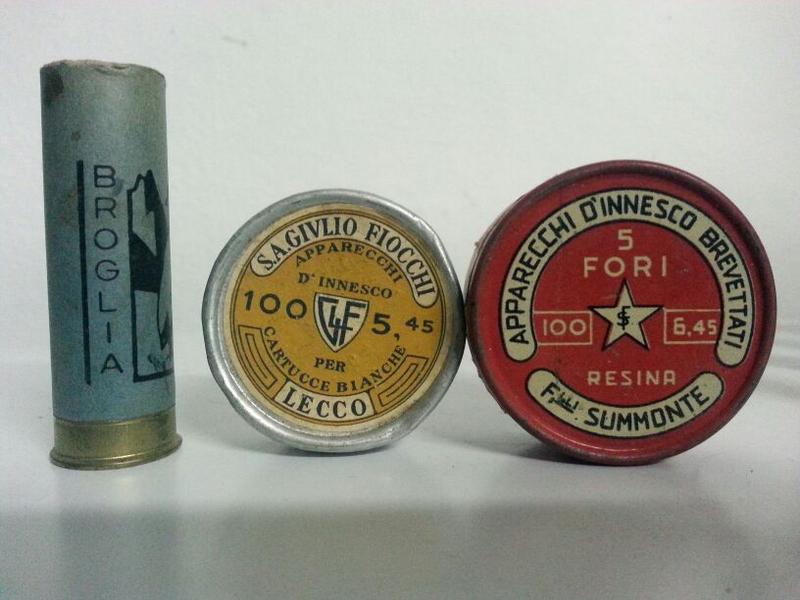 BROGLIA
S.A.GIVLIO FIOCCHI
APPARECCHI
D'INNESCO
100
GF
5,45
PER
CARTUCCE BIANCHE
LECCO
APPARECCHI D'INNESCO BREVETTATI
5
FORI
100
6,45
RESINA
F.LLI SUMMONTE